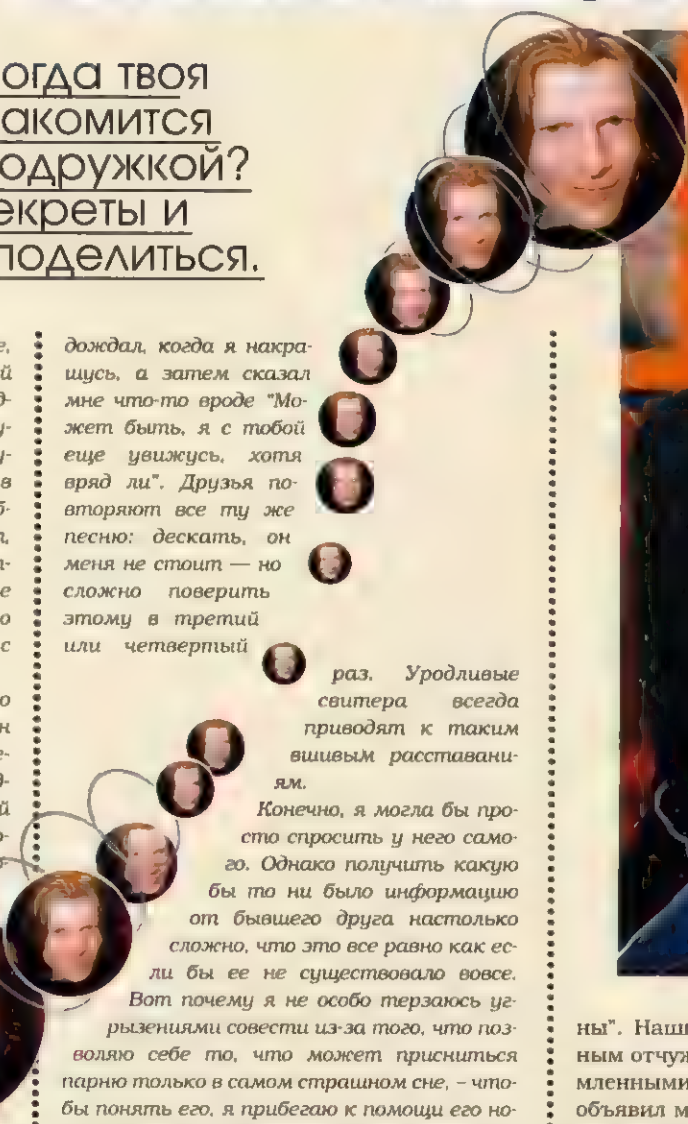 огда твоя
акомится
одружкой?
екреты и
поделиться.
дождал, когда я накра-
шусь, а затем сказал
мне что-то вроде "Мо-
жет быть, я с тобой
еще увижусь, хотя
вряд ли". Друзья по-
вторяют все ту же
песню: дескать, он
меня не стоит — но
сложно поверить
этому в третий
или четвертый
раз. Уродливые
свитера всегда
приводят к таким
вшивым расставани-
ям.
Конечно, я могла бы про-
сто спросить у него само-
го. Однако получить какую
бы то ни было информацию
от бывшего друга настолько
сложно, что это все равно как ес-
ли бы ее не существовало вовсе.
Вот почему я не особо терзаюсь уг-
рызениями совести из-за того, что поз-
воляю себе то, что может присниться
парню только в самом страшном сне, – что-
бы понять его, я прибегаю к помощи его но-
ны". Наши
ным отчуж
мленными
объявил м